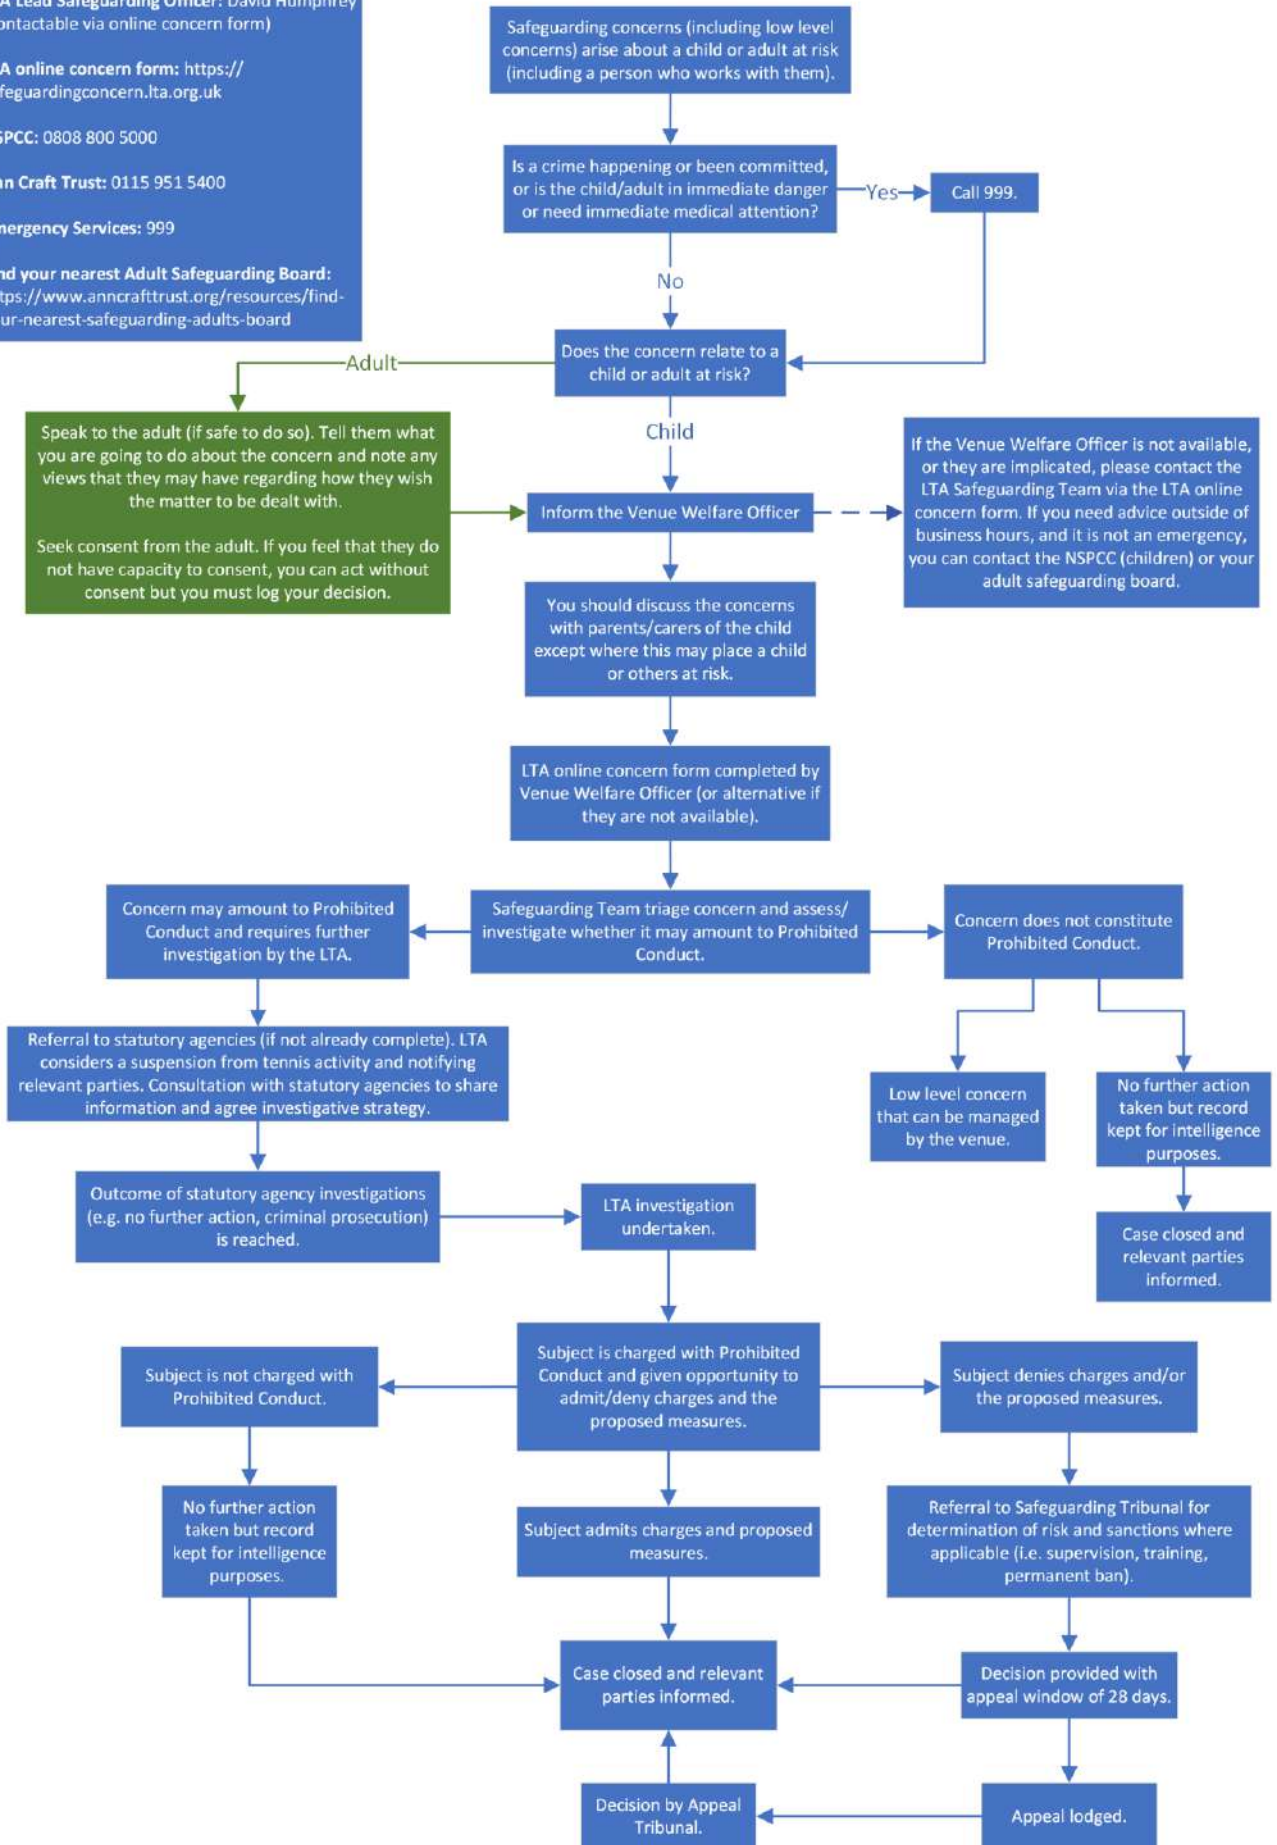 Lead Safeguarding Officer: David Humphrey
contactable via online concern form)
online concern form: https://
safeguardingconcern.lta.org.uk
NSPCC: 0808 800 5000
Ann Craft Trust: 0115 951 5400
Emergency Services: 999
Find your nearest Adult Safeguarding Board:
https://www.anncrafttrust.org/resources/find-
your-nearest-safeguarding-adults-board
Safeguarding concerns (including low level
concerns) arise about a child or adult at risk
(including a person who works with them).
Is a crime happening or been committed,
or is the child/adult in immediate danger
or need immediate medical attention?
Yes
Call 999.
No
Does the concern relate to a
child or adult at risk?
Adult
Child
Speak to the adult (if safe to do so). Tell them what
you are going to do about the concern and note any
views that they may have regarding how they wish
the matter to be dealt with.
Seek consent from the adult. If you feel that they do
not have capacity to consent, you can act without
consent but you must log your decision.
Inform the Venue Welfare Officer
If the Venue Welfare Officer is not available,
or they are implicated, please contact the
LTA Safeguarding Team via the LTA online
concern form. If you need advice outside of
business hours, and it is not an emergency,
you can contact the NSPCC (children) or your
adult safeguarding board.
You should discuss the concerns
with parents/carers of the child
except where this may place a child
or others at risk.
LTA online concern form completed by
Venue Welfare Officer (or alternative if
they are not available).
Concern may amount to Prohibited
Conduct and requires further
investigation by the LTA.
Safeguarding Team triage concern and assess/
investigate whether it may amount to Prohibited
Conduct.
Concern does not constitute
Prohibited Conduct.
Referral to statutory agencies (if not already complete). LTA
considers a suspension from tennis activity and notifying
relevant parties. Consultation with statutory agencies to share
information and agree investigative strategy.
Low level concern
that can be managed
by the venue.
No further action
taken but record
kept for intelligence
purposes.
Outcome of statutory agency investigations
(e.g. no further action, criminal prosecution)
is reached.
LTA investigation
undertaken.
Case closed and
relevant parties
informed.
Subject is not charged with
Prohibited Conduct.
Subject is charged with Prohibited
Conduct and given opportunity to
admit/deny charges and the
proposed measures.
Subject denies charges and/or
the proposed measures.
No further action
taken but record
kept for intelligence
purposes.
Subject admits charges and proposed
measures.
Referral to Safeguarding Tribunal for
determination of risk and sanctions where
applicable (i.e. supervision, training,
permanent ban).
Case closed and relevant
parties informed.
Decision provided with
appeal window of 28 days.
Decision by Appeal
Tribunal.
Appeal lodged.